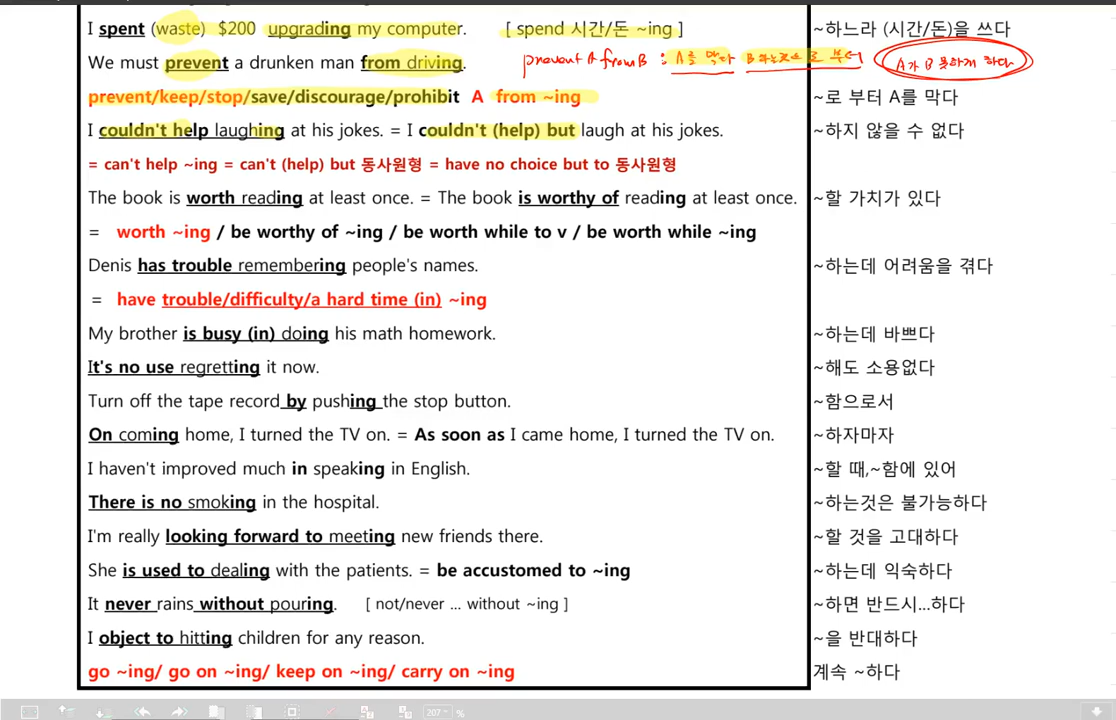 I spent (waste) $200 upgrading my computer. [ spend 시간/돈 ~ing ] ~하느라 (시간/돈)을 쓰다
We must prevent a drunken man from driving. prevent A from B : A를 막다 B 하는것으로 부터 A가 B 못하게 하다
prevent/keep/stop/save/discourage/prohibit A from ~ing ~로 부터 A를 막다
I couldn't help laughing at his jokes. = I couldn't (help) but laugh at his jokes. ~하지 않을 수 없다
= can't help ~ing = can't (help) but 동사원형 = have no choice but to 동사원형
The book is worth reading at least once. = The book is worthy of reading at least once. ~할 가치가 있다
= worth ~ing / be worthy of ~ing / be worth while to v / be worth while ~ing
Denis has trouble remembering people's names. ~하는데 어려움을 겪다
= have trouble/difficulty/a hard time (in) ~ing
My brother is busy (in) doing his math homework. ~하는데 바쁘다
It's no use regretting it now. ~해도 소용없다
Turn off the tape record by pushing the stop button. ~함으로서
On coming home, I turned the TV on. = As soon as I came home, I turned the TV on. ~하자마자
I haven't improved much in speaking in English. ~할 때,~함에 있어
There is no smoking in the hospital. ~하는것은 불가능하다
I'm really looking forward to meeting new friends there. ~할 것을 고대하다
She is used to dealing with the patients. = be accustomed to ~ing ~하는데 익숙하다
It never rains without pouring. [ not/never ... without ~ing ] ~하면 반드시...하다
I object to hitting children for any reason. ~을 반대하다
go ~ing/ go on ~ing/ keep on ~ing/ carry on ~ing 계속 ~하다
207 %